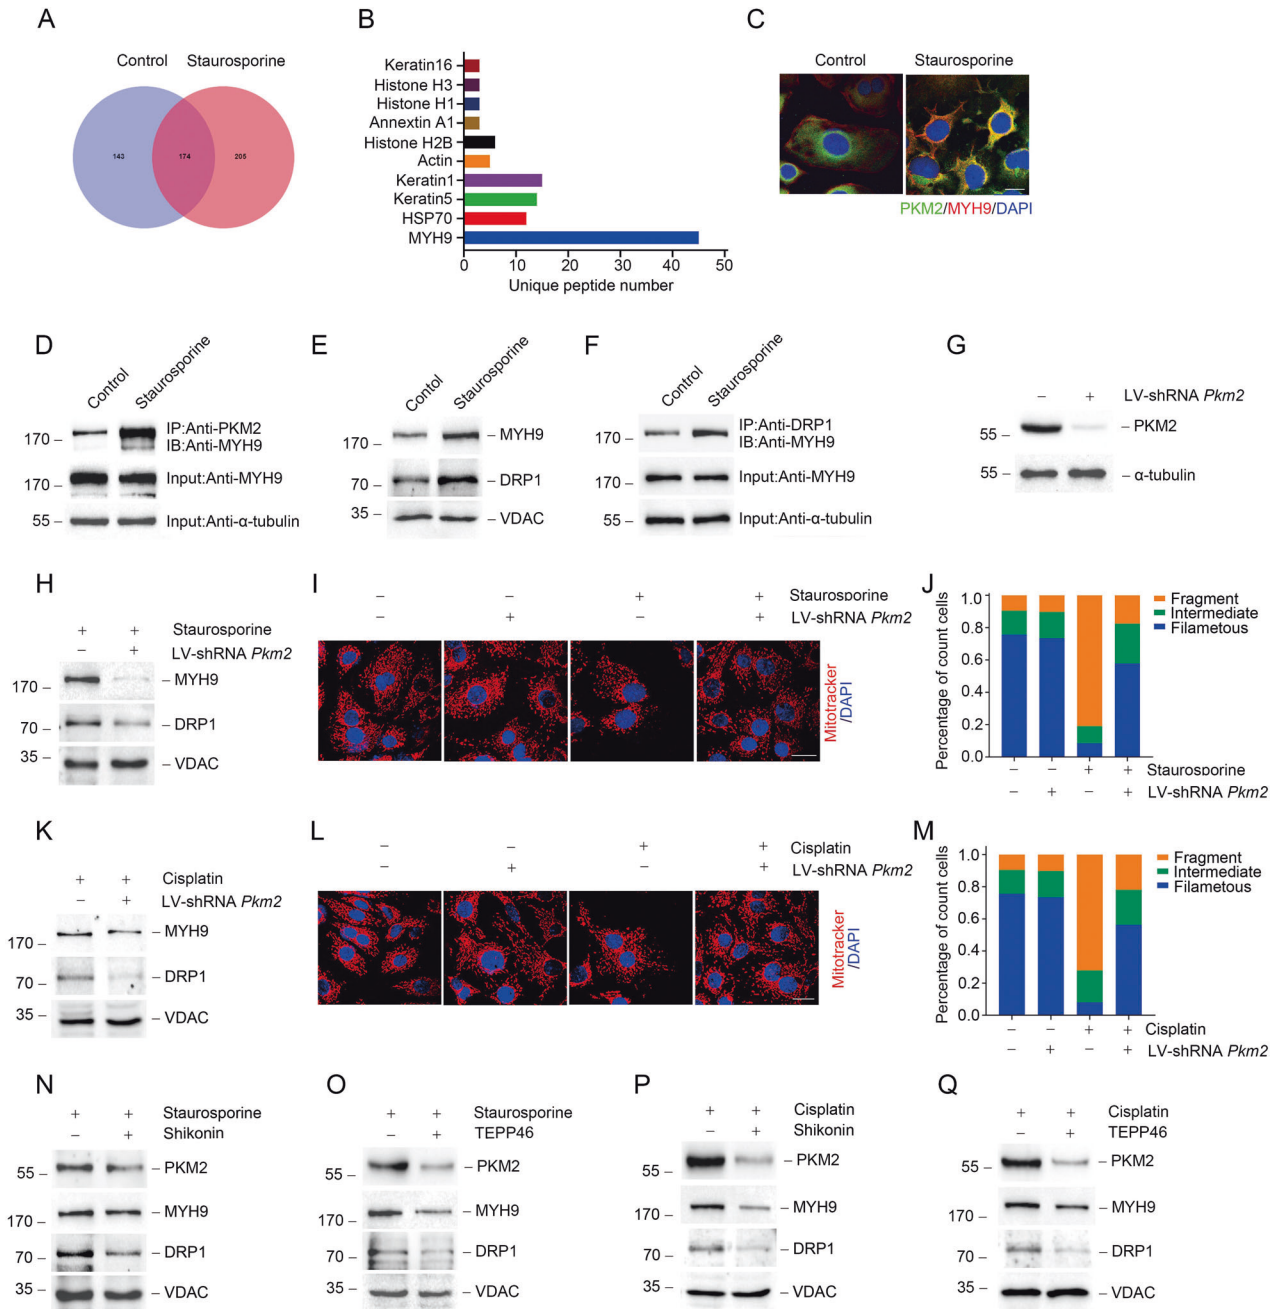 A
Control
Staurosporine
143
174
205
B
Keratin16
Histone H3
Histone H1
Annextin A1
Histone H2B
Actin
Keratin1
Keratin5
HSP70
MYH9
0 10 20 30 40 50
Unique peptide number
C
Control
Staurosporine
PKM2/MYH9/DAPI
D
Control
Staurosporine
170 –
IP:Anti-PKM2
IB:Anti-MYH9
170 –
Input:Anti-MYH9
55 –
Input:Anti-α-tubulin
E
Contol
Staurosporine
170 –
– MYH9
70 –
– DRP1
35 –
– VDAC
F
Control
Staurosporine
170 –
IP:Anti-DRP1
IB:Anti-MYH9
170 –
Input:Anti-MYH9
55 –
Input:Anti-α-tubulin
G
– + LV-shRNA Pkm2
55 –
– PKM2
55 –
– α-tubulin
H
+ + Staurosporine
– + LV-shRNA Pkm2
170 –
– MYH9
70 –
– DRP1
35 –
– VDAC
I
– – + + Staurosporine
– + – + LV-shRNA Pkm2
Mitotracker
/DAPI
J
Percentage of count cells
1.0
0.8
0.6
0.4
0.2
0.0
Fragment
Intermediate
Filametous
– – + + Staurosporine
– + – + LV-shRNA Pkm2
K
+ + Cisplatin
– + LV-shRNA Pkm2
170 –
– MYH9
70 –
– DRP1
35 –
– VDAC
L
– – + + Cisplatin
– + – + LV-shRNA Pkm2
Mitotracker
/DAPI
M
Percentage of count cells
1.0
0.8
0.6
0.4
0.2
0.0
Fragment
Intermediate
Filametous
– – + + Cisplatin
– + – + LV-shRNA Pkm2
N
+ + Staurosporine
– + Shikonin
55 –
– PKM2
170 –
– MYH9
70 –
– DRP1
35 –
– VDAC
O
+ + Staurosporine
– + TEPP46
55 –
– PKM2
170 –
– MYH9
70 –
– DRP1
35 –
– VDAC
P
+ + Cisplatin
– + Shikonin
55 –
– PKM2
170 –
– MYH9
70 –
– DRP1
35 –
– VDAC
Q
+ + Cisplatin
– + TEPP46
55 –
– PKM2
170 –
– MYH9
70 –
– DRP1
35 –
– VDAC